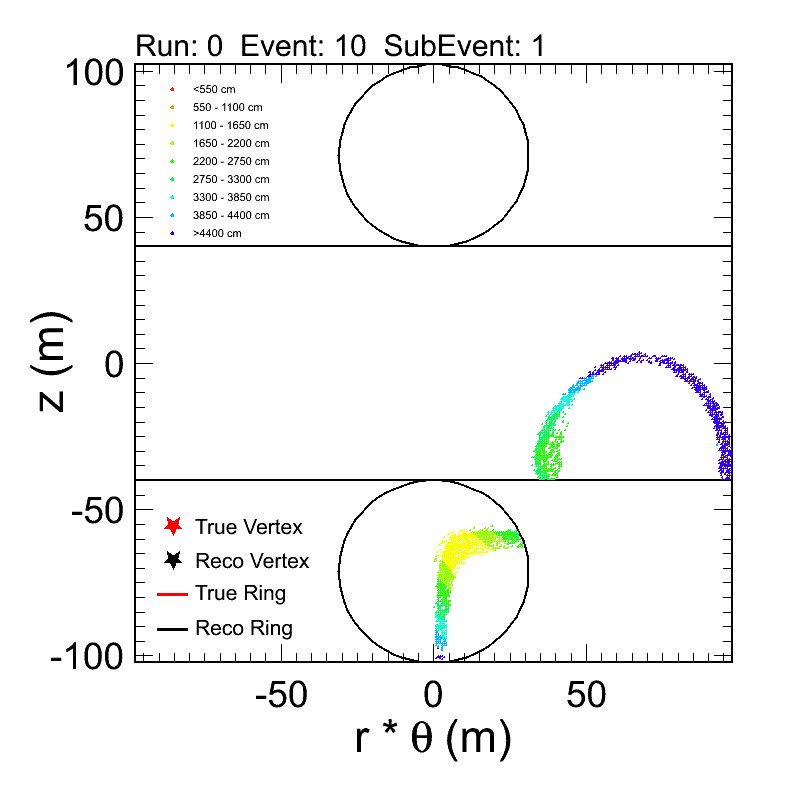 Run: 0  Event: 10  SubEvent: 1
100
<550 cm
550 - 1100 cm
1100 - 1650 cm
1650 - 2200 cm
2200 - 2750 cm
2750 - 3300 cm
3300 - 3850 cm
3850 - 4400 cm
>4400 cm
50
z (m)
0
-50
True Vertex
Reco Vertex
True Ring
Reco Ring
-100
-50 0 50
r * θ (m)